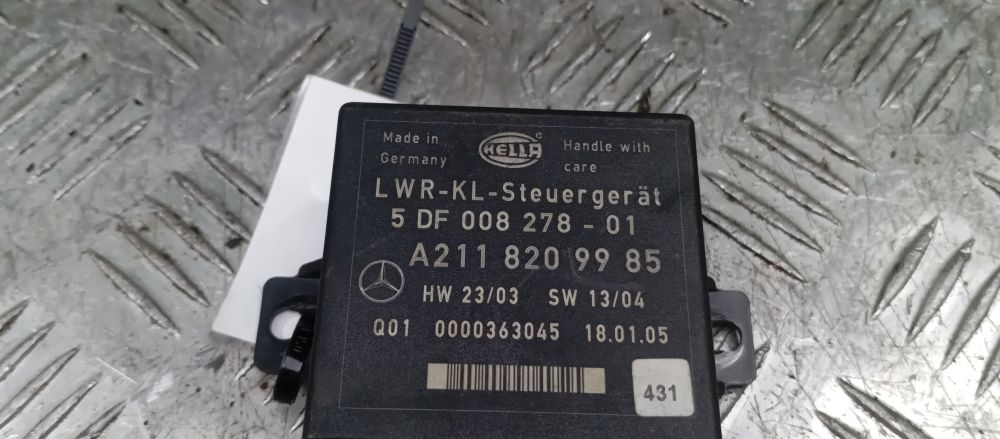 Made in
Germany
HELLA
Handle with
care
LWR-KL-Steuergerät
5 DF 008 278 - 01
A211 820 99 85
HW 23/03 SW 13/04
Q01 0000363045 18.01.05
431